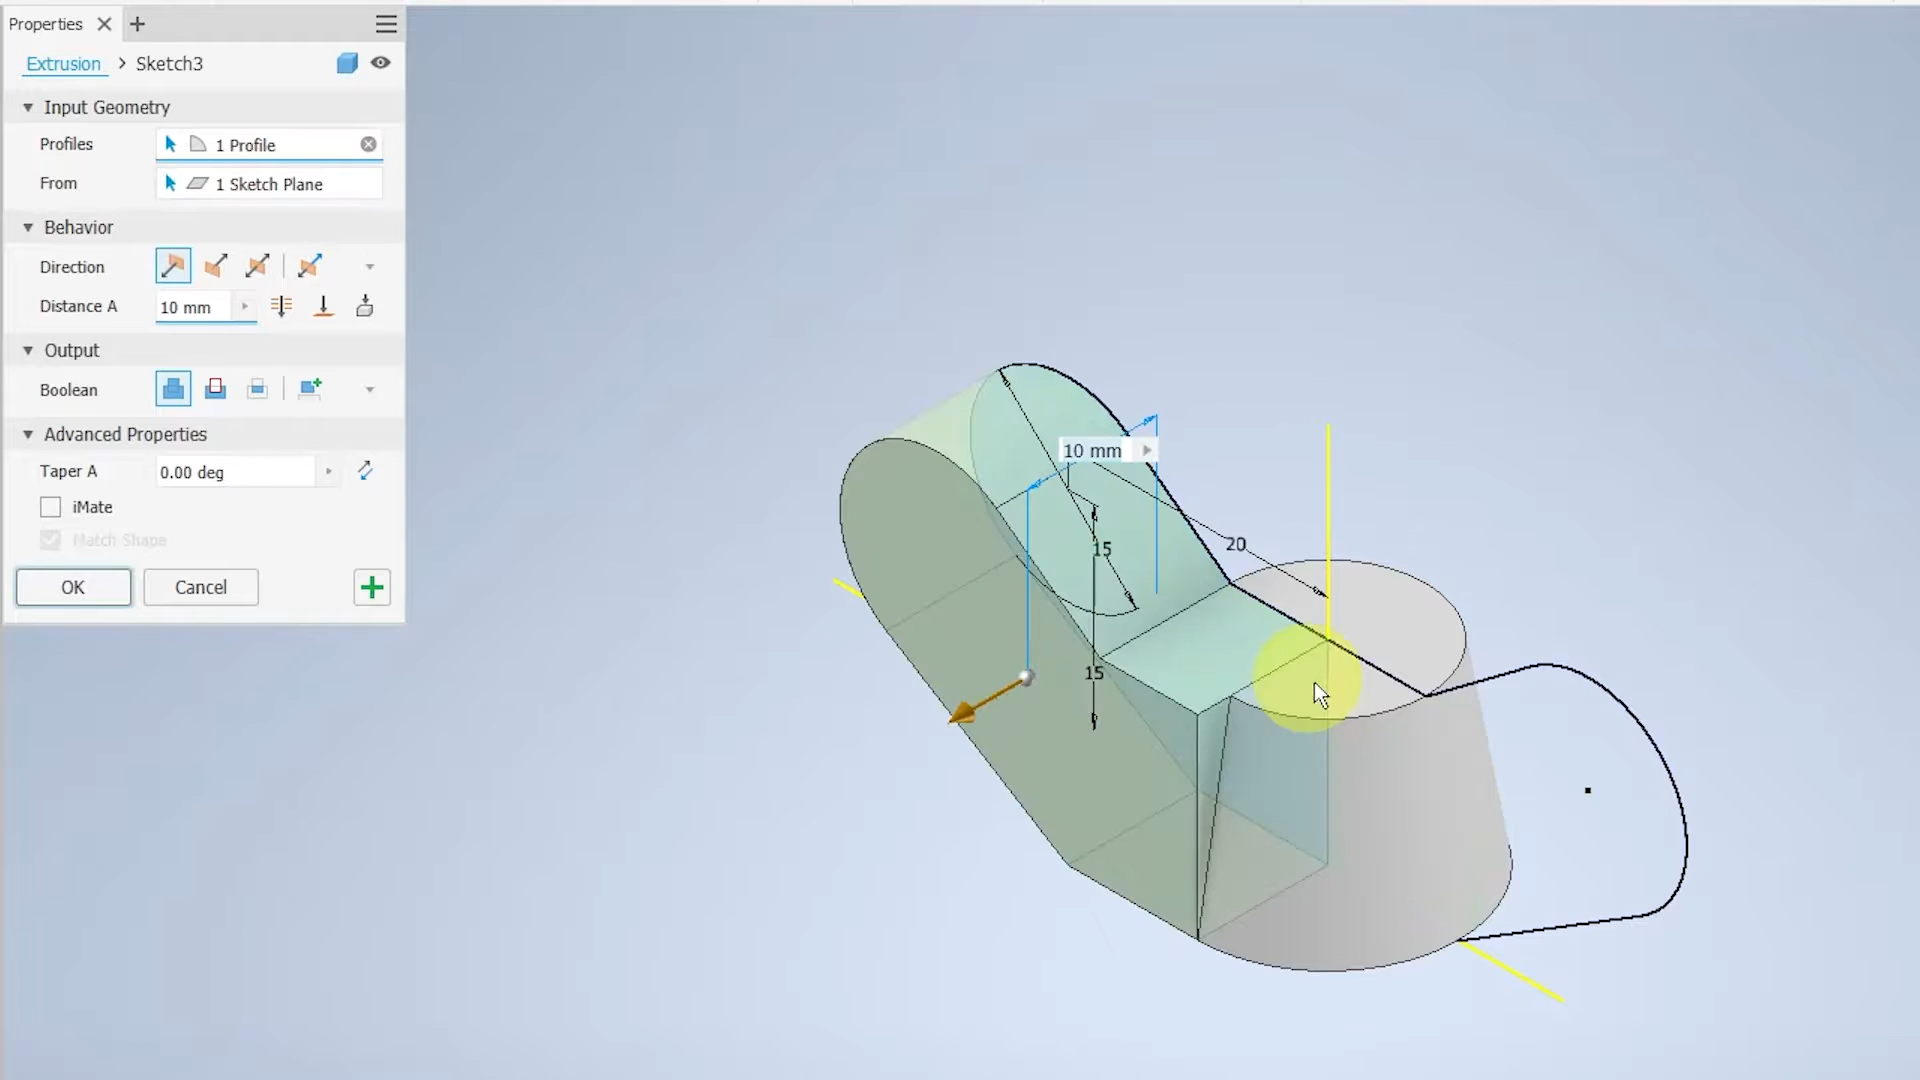 Properties
Extrusion > Sketch3
Input Geometry
Profiles 1 Profile
From 1 Sketch Plane
Behavior
Direction
Distance A 10 mm
Output
Boolean
Advanced Properties
Taper A 0.00 deg
iMate
Match Shape
OK Cancel
10 mm
20
15
15